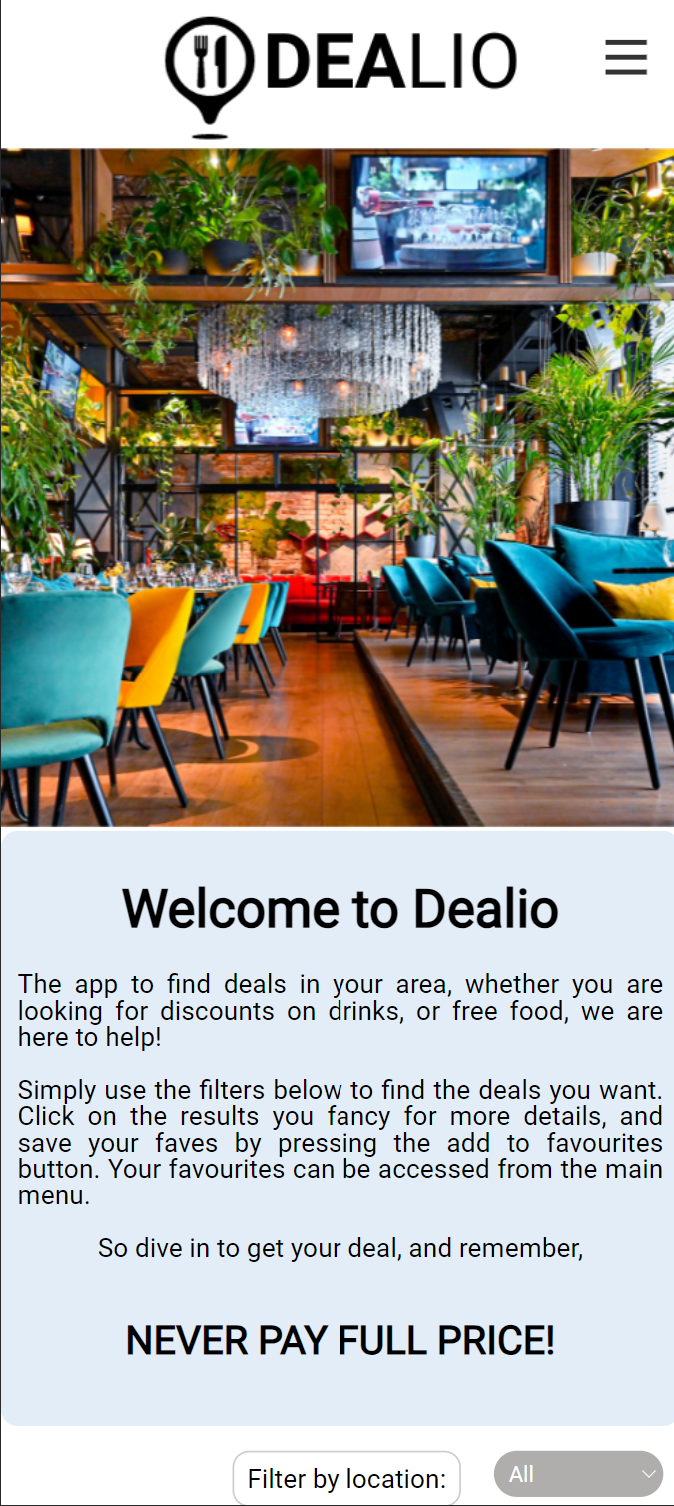 DEALIO
Welcome to Dealio
The app to find deals in your area, whether you are
looking for discounts on drinks, or free food, we are
here to help!
Simply use the filters below to find the deals you want.
Click on the results you fancy for more details, and
save your faves by pressing the add to favourites
button. Your favourites can be accessed from the main
menu.
So dive in to get your deal, and remember,
NEVER PAY FULL PRICE!
Filter by location:
All